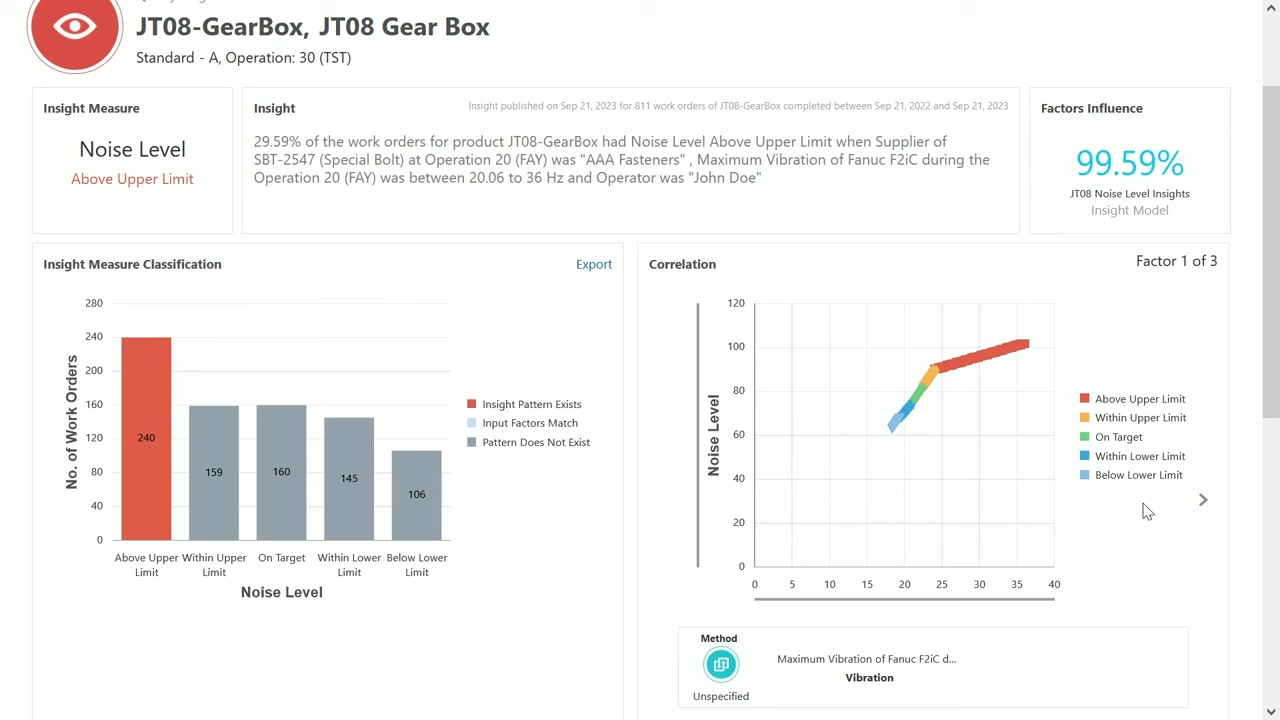 JT08-GearBox, JT08 Gear Box
Standard - A, Operation: 30 (TST)
Insight Measure
Noise Level
Above Upper Limit
Insight
Insight published on Sep 21, 2023 for 811 work orders of JT08-GearBox completed between Sep 21, 2022 and Sep 21, 2023
29.59% of the work orders for product JT08-GearBox had Noise Level Above Upper Limit when Supplier of
SBT-2547 (Special Bolt) at Operation 20 (FAY) was "AAA Fasteners" , Maximum Vibration of Fanuc F2iC during the
Operation 20 (FAY) was between 20.06 to 36 Hz and Operator was "John Doe"
Factors Influence
99.59%
JT08 Noise Level Insights
Insight Model
Insight Measure Classification
Export
No. of Work Orders
280
240
200
160
120
80
40
0
240
159
160
145
106
Above Upper Limit
Within Upper Limit
On Target
Within Lower Limit
Below Lower Limit
Noise Level
Insight Pattern Exists
Input Factors Match
Pattern Does Not Exist
Correlation
Factor 1 of 3
Noise Level
120
100
80
60
40
20
0
0 5 10 15 20 25 30 35 40
Above Upper Limit
Within Upper Limit
On Target
Within Lower Limit
Below Lower Limit
Method
Unspecified
Maximum Vibration of Fanuc F2iC d...
Vibration